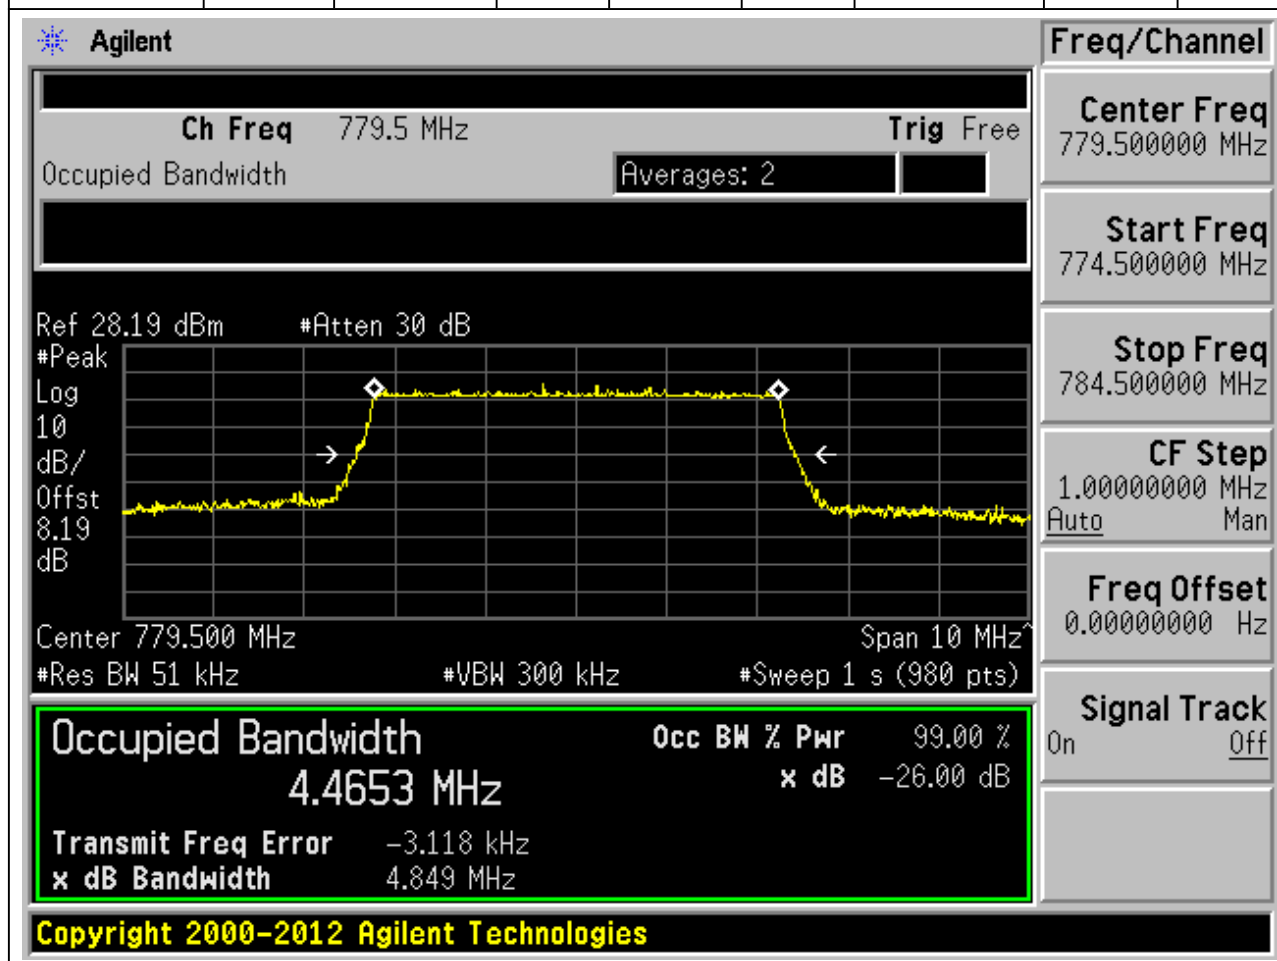 Agilent
Freq/Channel
Ch Freq 779.5 MHz Trig Free
Occupied Bandwidth Averages: 2
Ref 28.19 dBm #Atten 30 dB
#Peak
Log
10
dB/
Offst
8.19
dB
Center 779.500 MHz Span 10 MHz^
#Res BW 51 kHz #VBW 300 kHz #Sweep 1 s (980 pts)
Occupied Bandwidth Occ BW % Pwr 99.00 %
4.4653 MHz x dB -26.00 dB
Transmit Freq Error -3.118 kHz
x dB Bandwidth 4.849 MHz
Center Freq
779.500000 MHz
Start Freq
774.500000 MHz
Stop Freq
784.500000 MHz
CF Step
1.00000000 MHz
Auto Man
Freq Offset
0.00000000 Hz
Signal Track
On Off
Copyright 2000-2012 Agilent Technologies